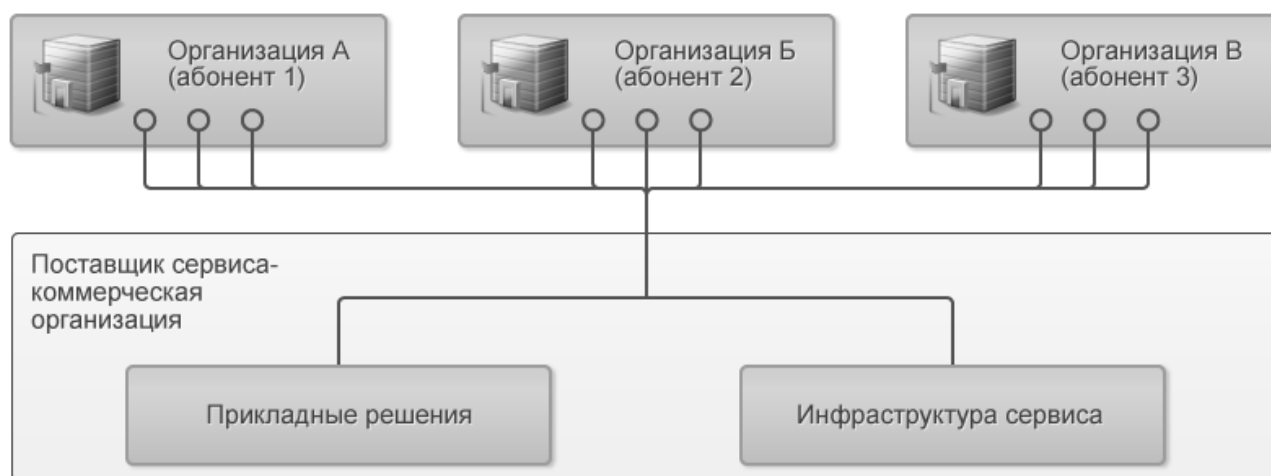 Организация А
(абонент 1)
Организация Б
(абонент 2)
Организация В
(абонент 3)
Поставщик сервиса-
коммерческая
организация
Прикладные решения
Инфраструктура сервиса